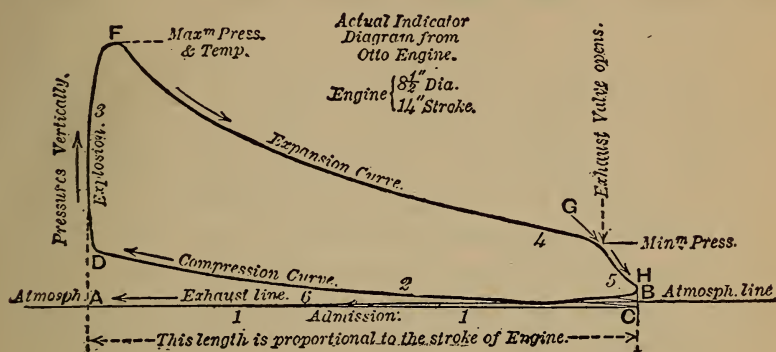 Actual Indicator
Diagram from
Otto Engine.
Engine { 8½" Dia.
14" Stroke.
F
Max^m Press.
& Temp.
Pressures Vertically.
Explosion. 3
Expansion Curve.
Exhaust Valve opens.
G
4
Min^m Press.
D
Compression Curve.
2
5
H
B
Atmosph.
A
Exhaust line. 6
Atmosph. line
C
1
Admission.
1
This length is proportional to the stroke of Engine.